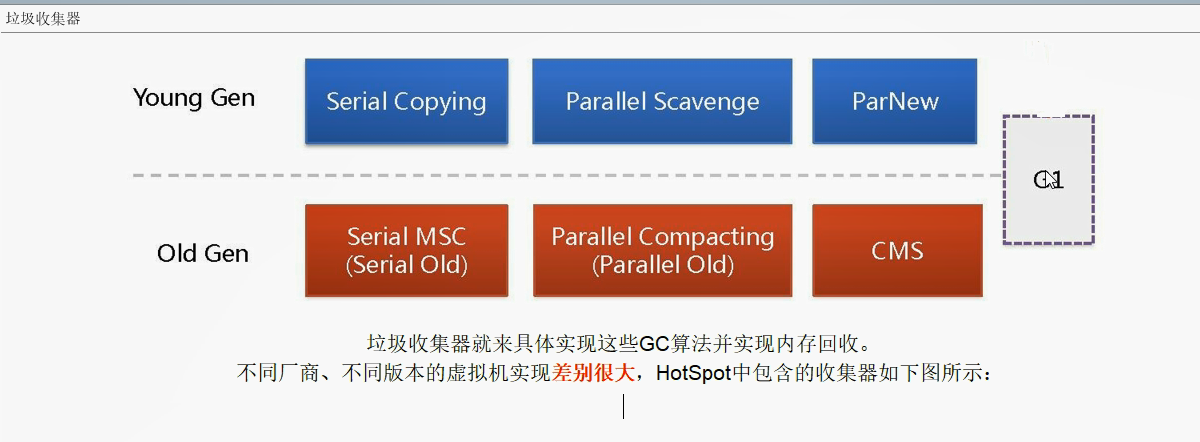 垃圾收集器
Young Gen
Serial Copying
Parallel Scavenge
ParNew
G1
Old Gen
Serial MSC
(Serial Old)
Parallel Compacting
(Parallel Old)
CMS
垃圾收集器就来具体实现这些GC算法并实现内存回收。
不同厂商、不同版本的虚拟机实现差别很大，HotSpot中包含的收集器如下图所示：